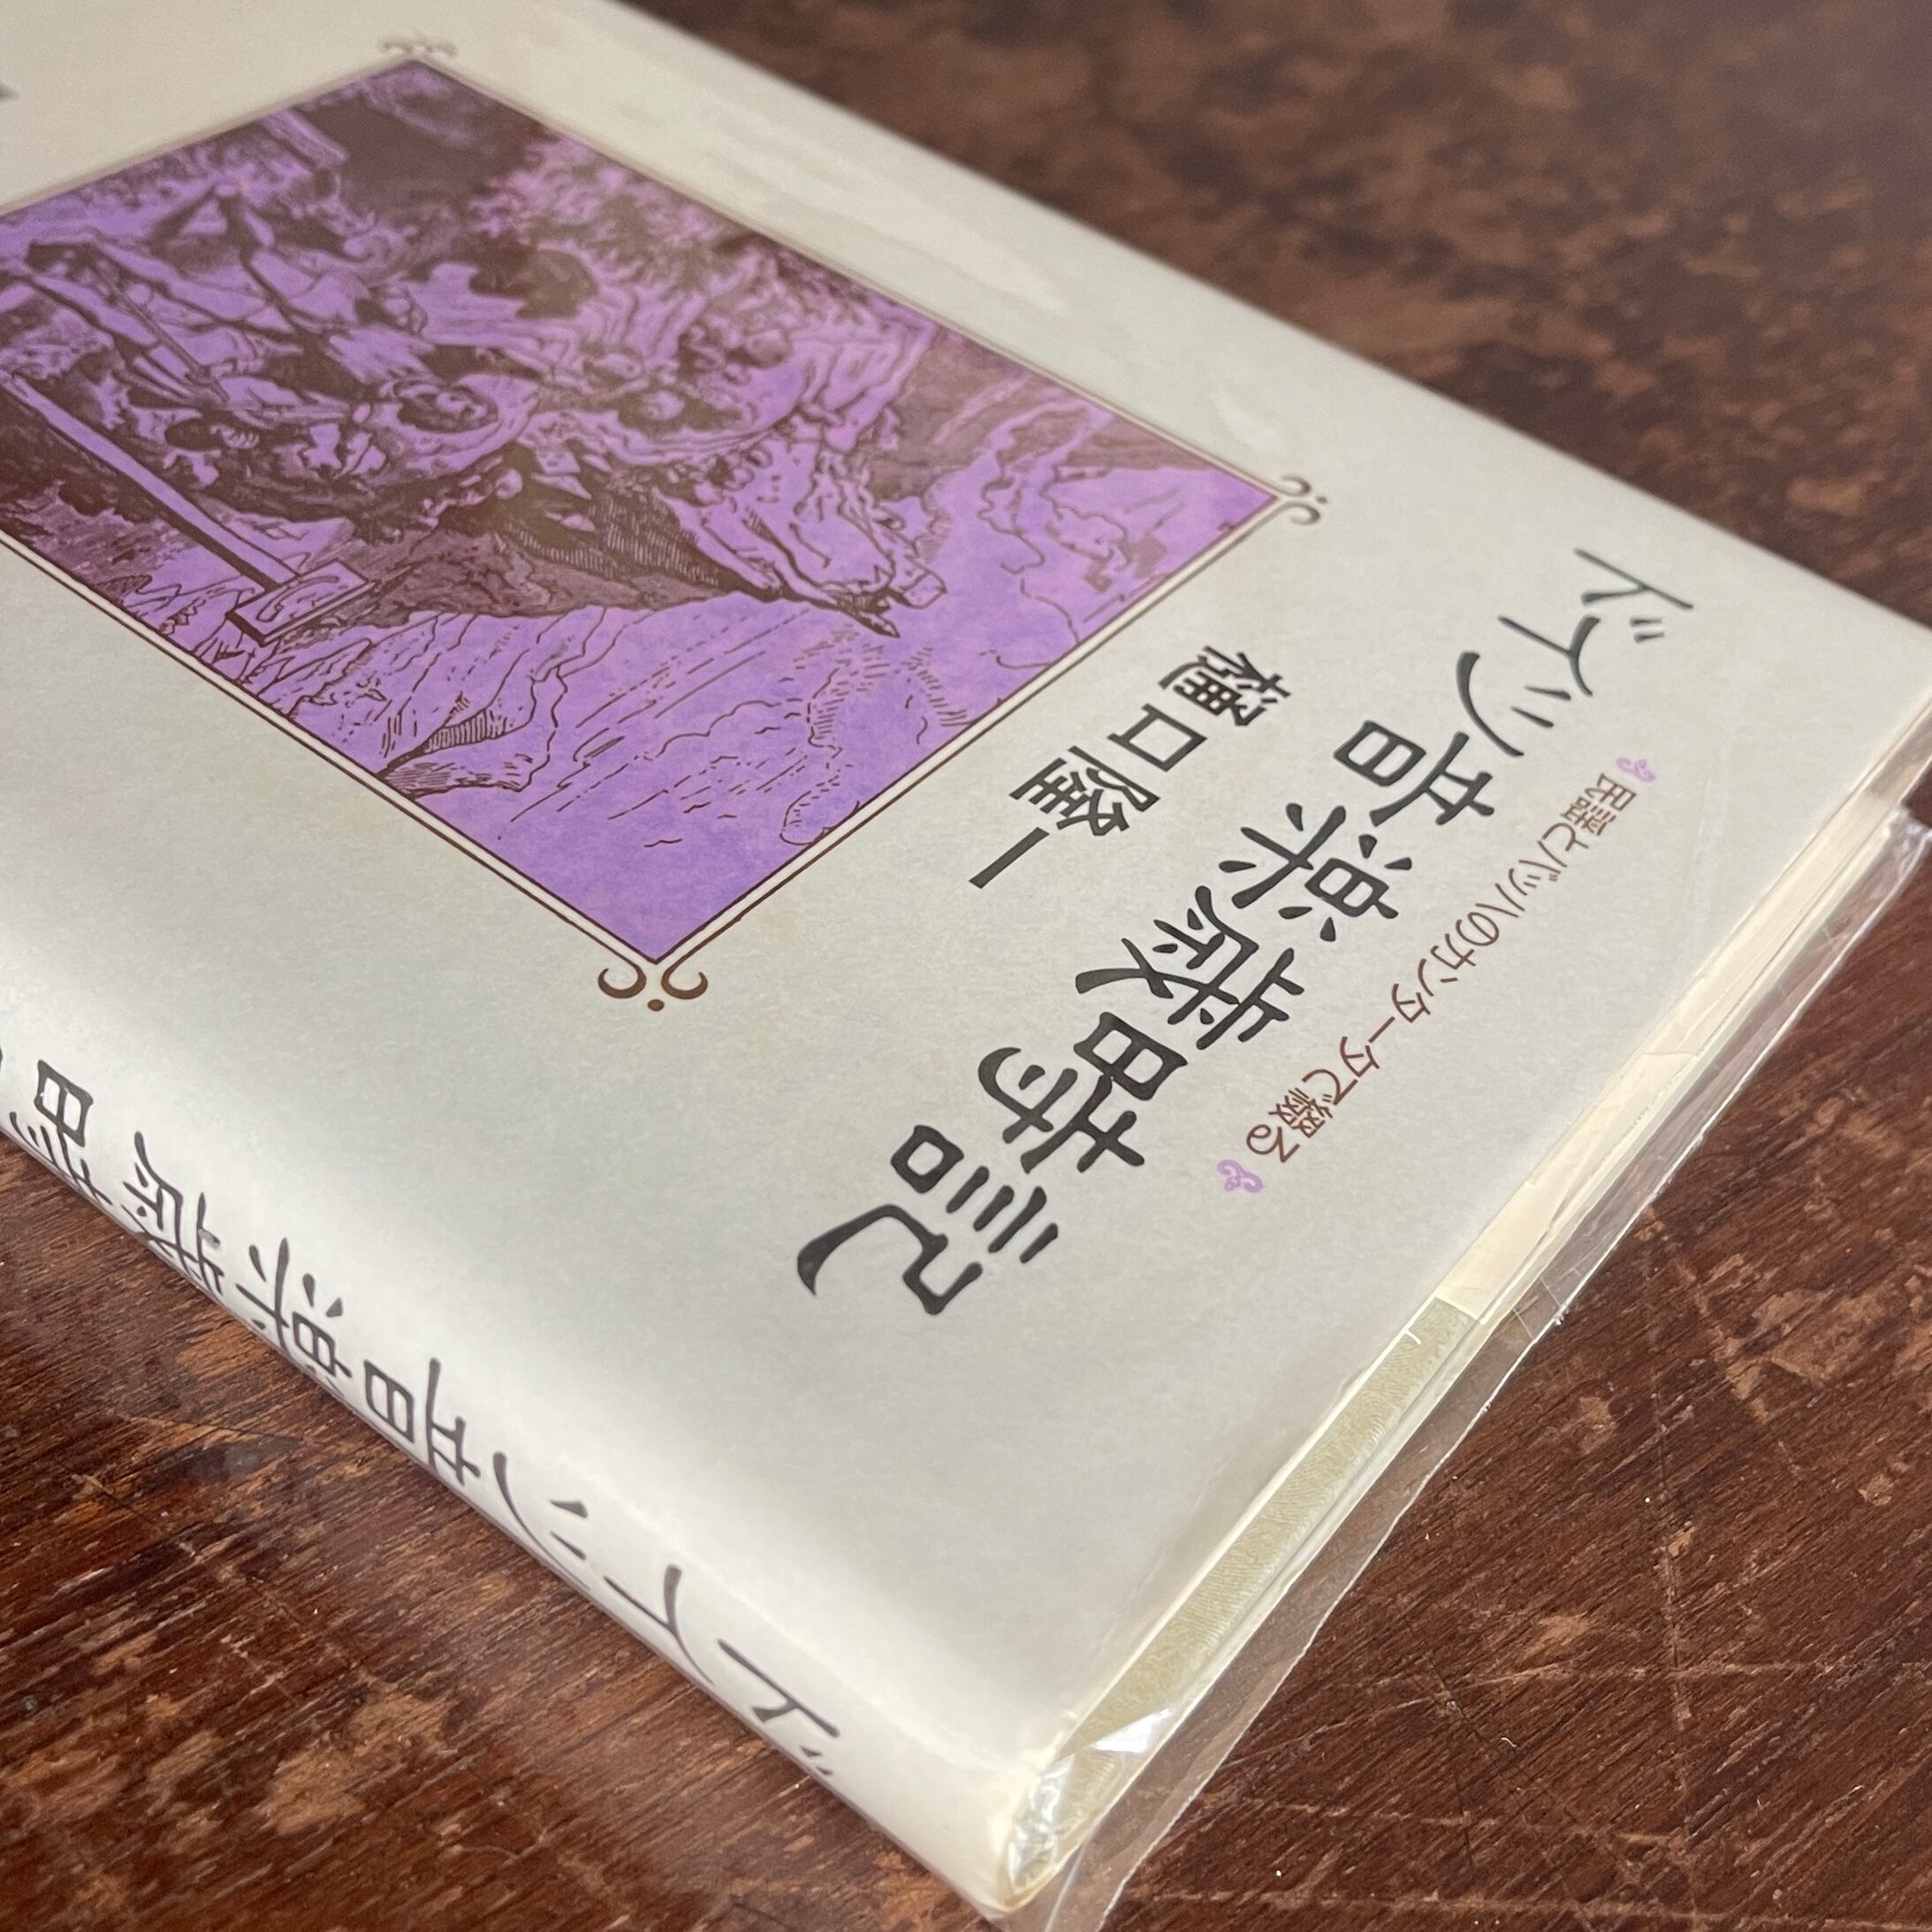 民謡とバッハのカンタータで綴る
ドイツ音楽歳時記
樋口隆一
ドイツ音楽歳時